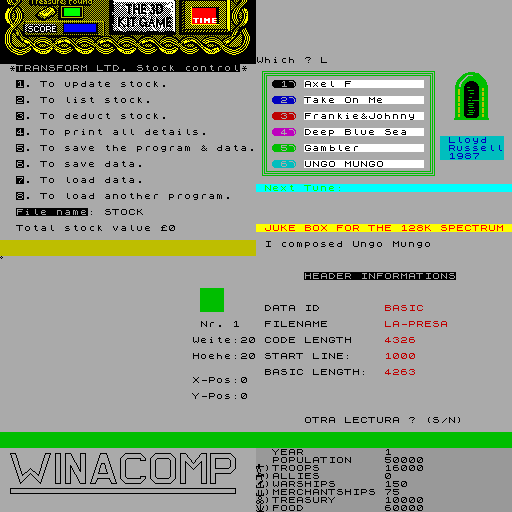 Treasures Found
THE 3D
KIT GAME
TIME
SCORE
*TRANSFORM LTD. Stock control*
1. To update stock.
2. To list stock.
3. To deduct stock.
4. To print all details.
5. To save the program & data.
6. To save data.
7. To load data.
8. To load another program.
File name: STOCK
Total stock value £0
Which ? L
1 Axel F
2 Take On Me
3 Frankie&Johnny
4 Deep Blue Sea
5 Gambler
6 UNGO MUNGO
Lloyd
Russell
1987
Next Tune:
JUKE BOX FOR THE 128K SPECTRUM
I composed Ungo Mungo
Nr. 1
Weite:20
Hoehe:20
X-Pos:0
Y-Pos:0
HEADER INFORMATIONS
DATA ID BASIC
FILENAME LA-PRESA
CODE LENGTH 4326
START LINE: 1000
BASIC LENGTH: 4263
OTRA LECTURA ? (S/N)
WINACOMP
YEAR 1
POPULATION 50000
)TROOPS 16000
)ALLIES 0
)WARSHIPS 150
)MERCHANTSHIPS 75
)TREASURY 10000
)FOOD 60000